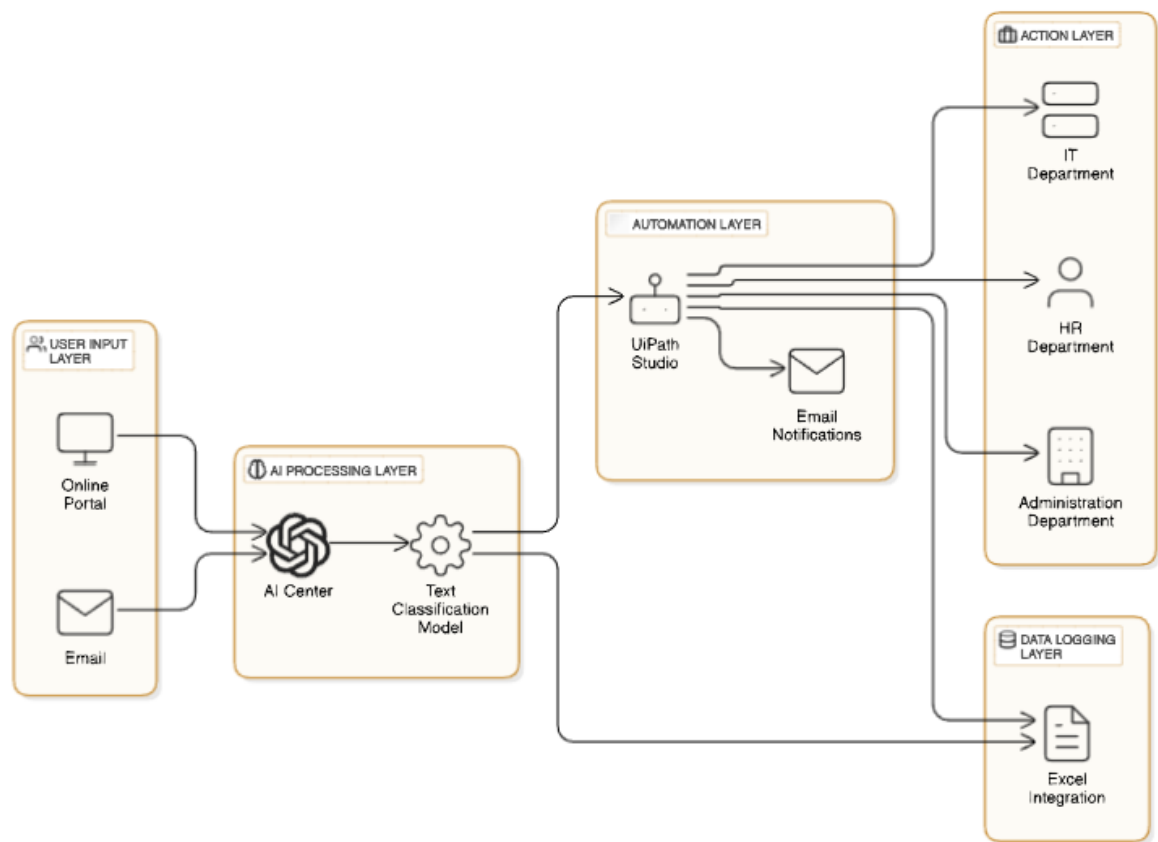 USER INPUT
LAYER
Online
Portal
Email
AI PROCESSING LAYER
AI Center
Text
Classification
Model
AUTOMATION LAYER
UiPath
Studio
Email
Notifications
ACTION LAYER
IT
Department
HR
Department
Administration
Department
DATA LOGGING
LAYER
Excel
Integration